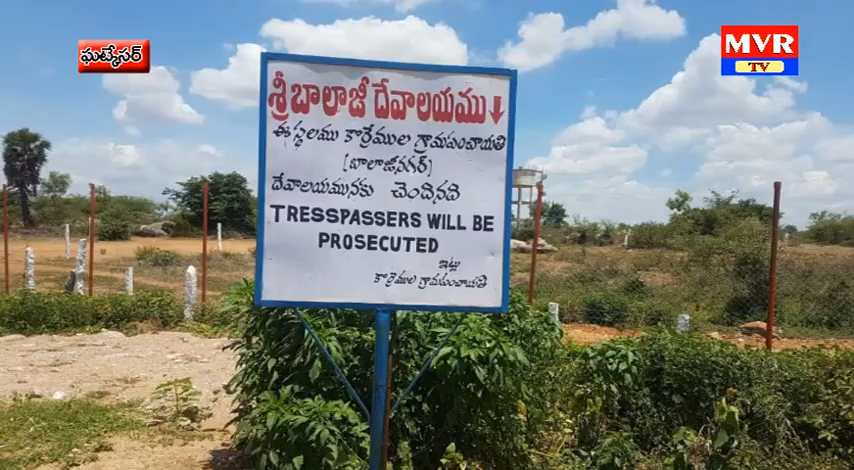 ఘట్కేసర్
MVR
TV
శ్రీ బాలాజీ దేవాలయము
ఈ స్థలము కొర్రేముల గ్రామపంచాయతి
(బాలాజీనగర్)
దేవాలయమునకు చెందినది
TRESSPASSERS WILL BE
PROSECUTED
ఇట్లు
కొర్రేముల గ్రామపంచాయతి